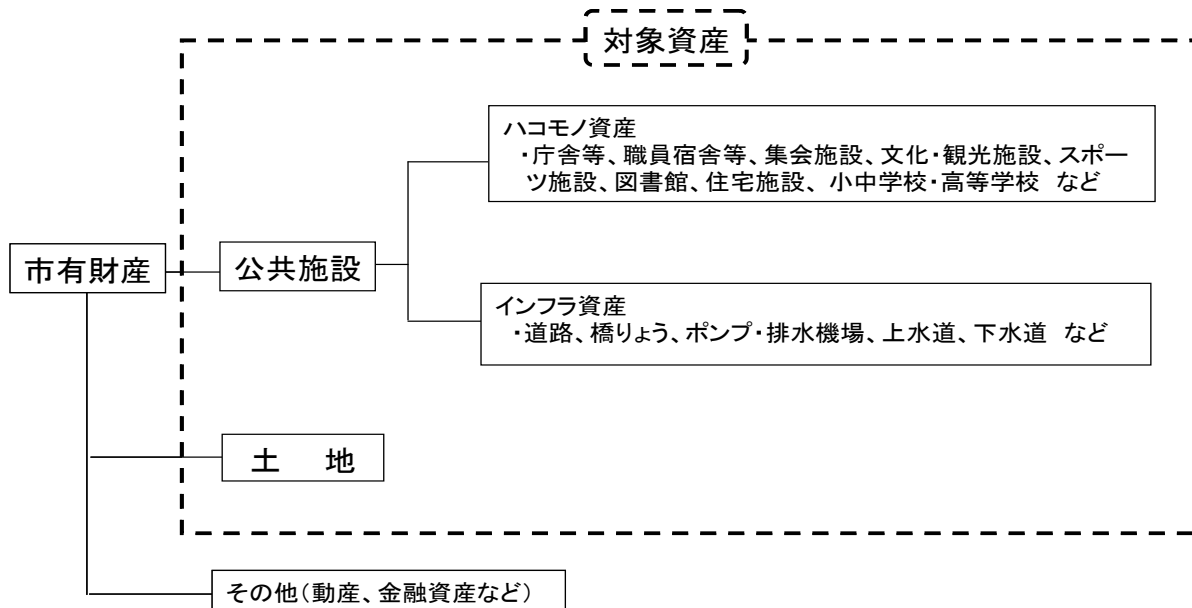 対象資産
ハコモノ資産
・庁舎等、職員宿舎等、集会施設、文化・観光施設、スポー
ツ施設、図書館、住宅施設、 小中学校・高等学校 など
市有財産
公共施設
インフラ資産
・道路、橋りょう、ポンプ・排水機場、上水道、下水道 など
土 地
その他(動産、金融資産など)